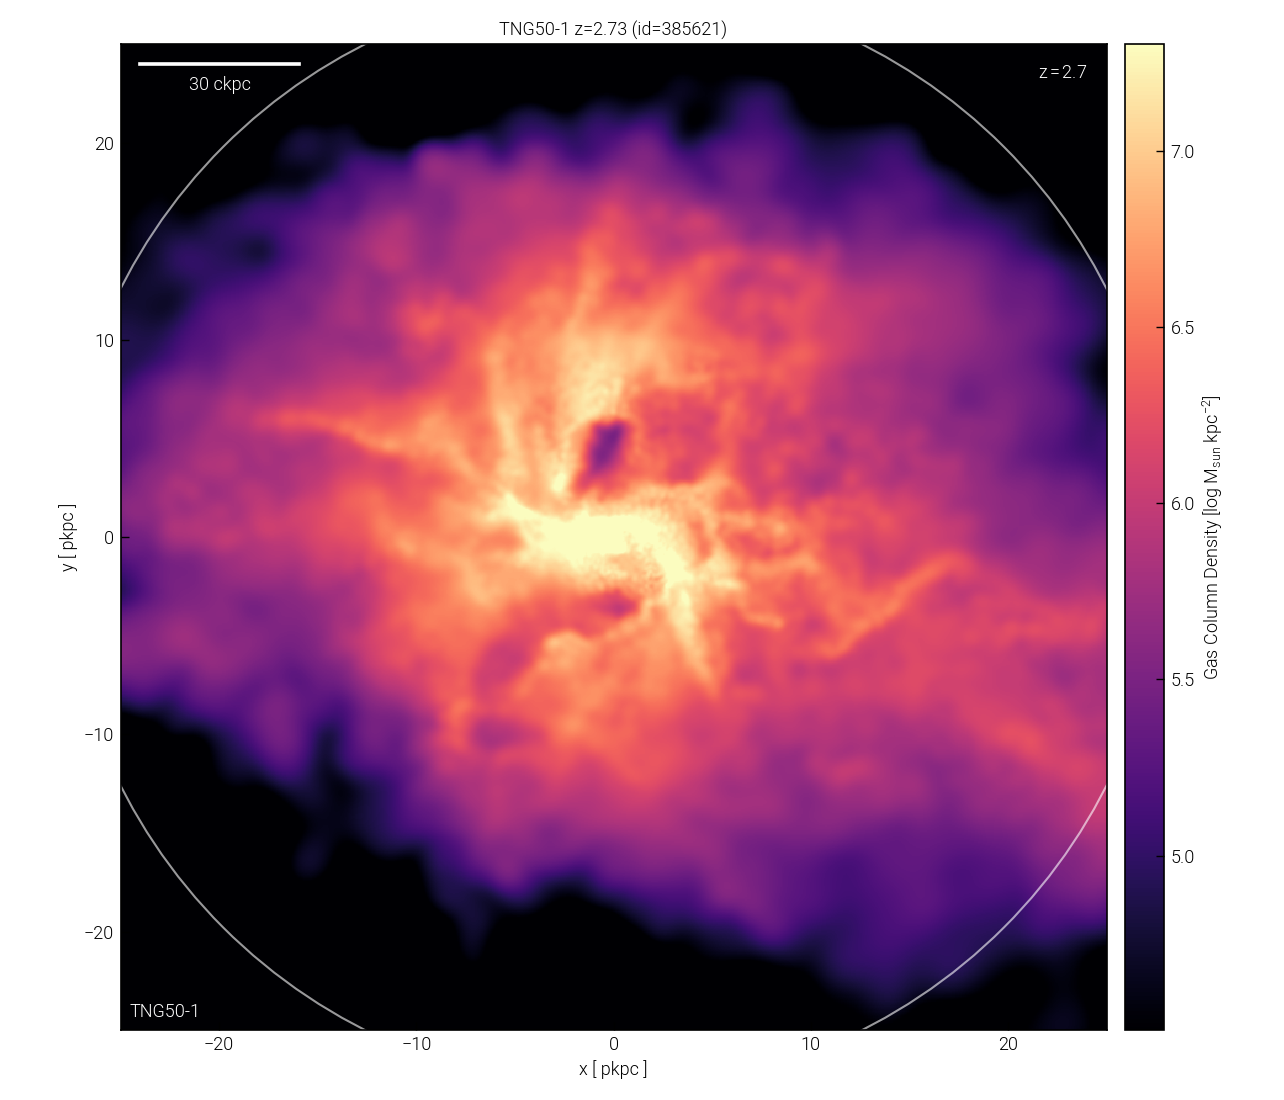 TNG50-1 z=2.73 (id=385621)
30 ckpc
z=2.7
20
10
0
−10
−20
y [ pkpc ]
TNG50-1
−20
−10
0
10
20
x [ pkpc ]
7.0
6.5
6.0
5.5
5.0
Gas Column Density [log Msun kpc−2]